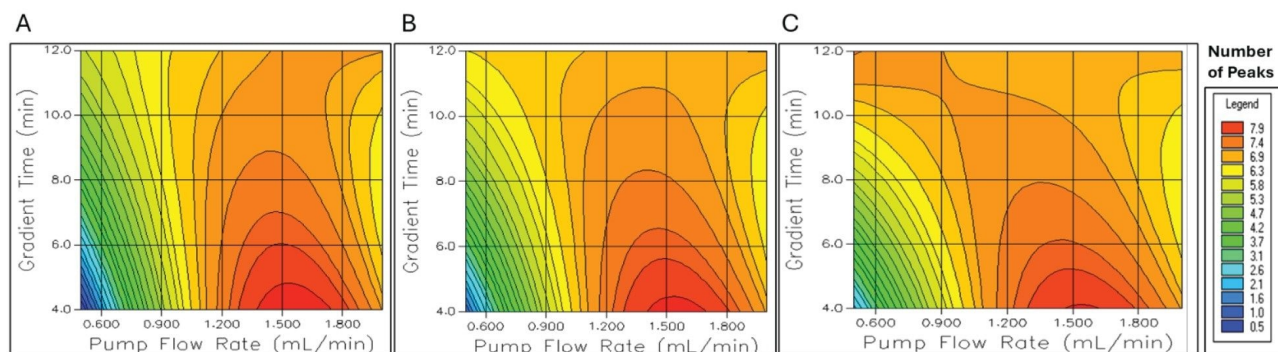 A
B
C
12.0
10.0
8.0
6.0
4.0
Gradient Time (min)
0.600 0.900 1.200 1.500 1.800
Pump Flow Rate (mL/min)
12.0
10.0
8.0
6.0
4.0
Gradient Time (min)
0.600 0.900 1.200 1.500 1.800
Pump Flow Rate (mL/min)
12.0
10.0
8.0
6.0
4.0
Gradient Time (min)
0.600 0.900 1.200 1.500 1.800
Pump Flow Rate (mL/min)
Number
of Peaks
Legend
7.9
7.4
6.9
6.3
5.8
5.3
4.7
4.2
3.7
3.1
2.6
2.1
1.6
1.0
0.5